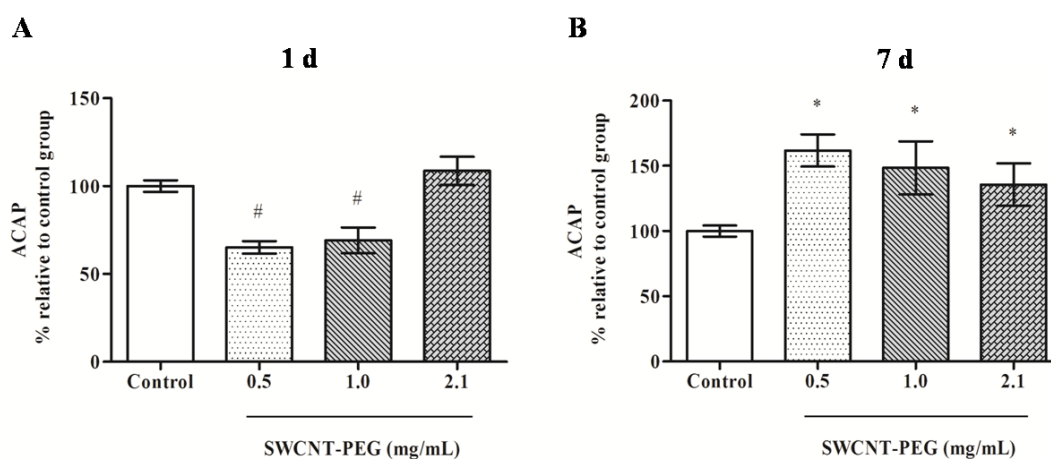 A
1 d
ACAP
% relative to control group
150
100
50
0
#
#
Control
0.5
1.0
2.1
SWCNT-PEG (mg/mL)
B
7 d
ACAP
% relative to control group
200
150
100
50
0
*
*
*
Control
0.5
1.0
2.1
SWCNT-PEG (mg/mL)